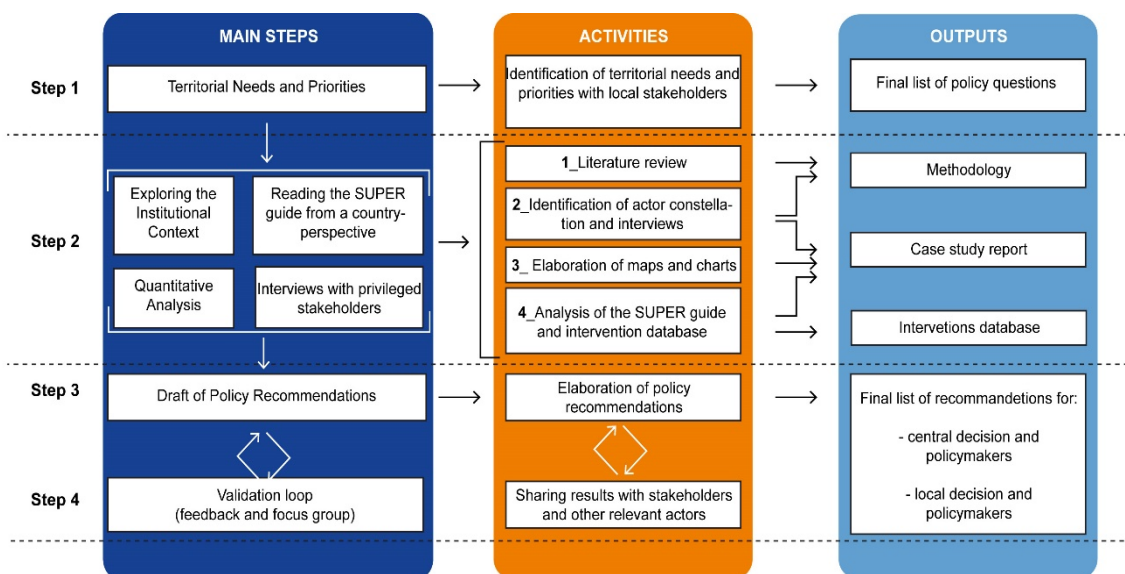 MAIN STEPS
ACTIVITIES
OUTPUTS
Step 1
Territorial Needs and Priorities
Identification of territorial needs and
priorities with local stakeholders
Final list of policy questions
Step 2
Exploring the
Institutional
Context
Reading the SUPER
guide from a country-
perspective
Quantitative
Analysis
Interviews with privileged
stakeholders
1_Literature review
2_Identification of actor constella-
tion and interviews
3_ Elaboration of maps and charts
4_Analysis of the SUPER guide
and intervention database
Methodology
Case study report
Intervetions database
Step 3
Draft of Policy Recommendations
Elaboration of policy
recommendations
Final list of recommandetions for:
- central decision and
policymakers
- local decision and
policymakers
Step 4
Validation loop
(feedback and focus group)
Sharing results with stakeholders
and other relevant actors